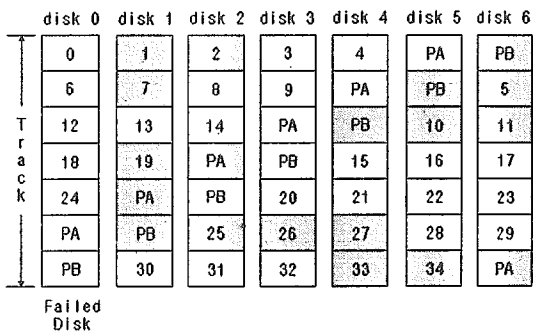 disk 0 disk 1 disk 2 disk 3 disk 4 disk 5 disk 6
0 1 2 3 4 PA PB
6 7 8 9 PA PB 5
12 13 14 PA PB 10 11
18 19 PA PB 15 16 17
24 PA PB 20 21 22 23
PA PB 25 26 27 28 29
PB 30 31 32 33 34 PA
Track
Failed
Disk